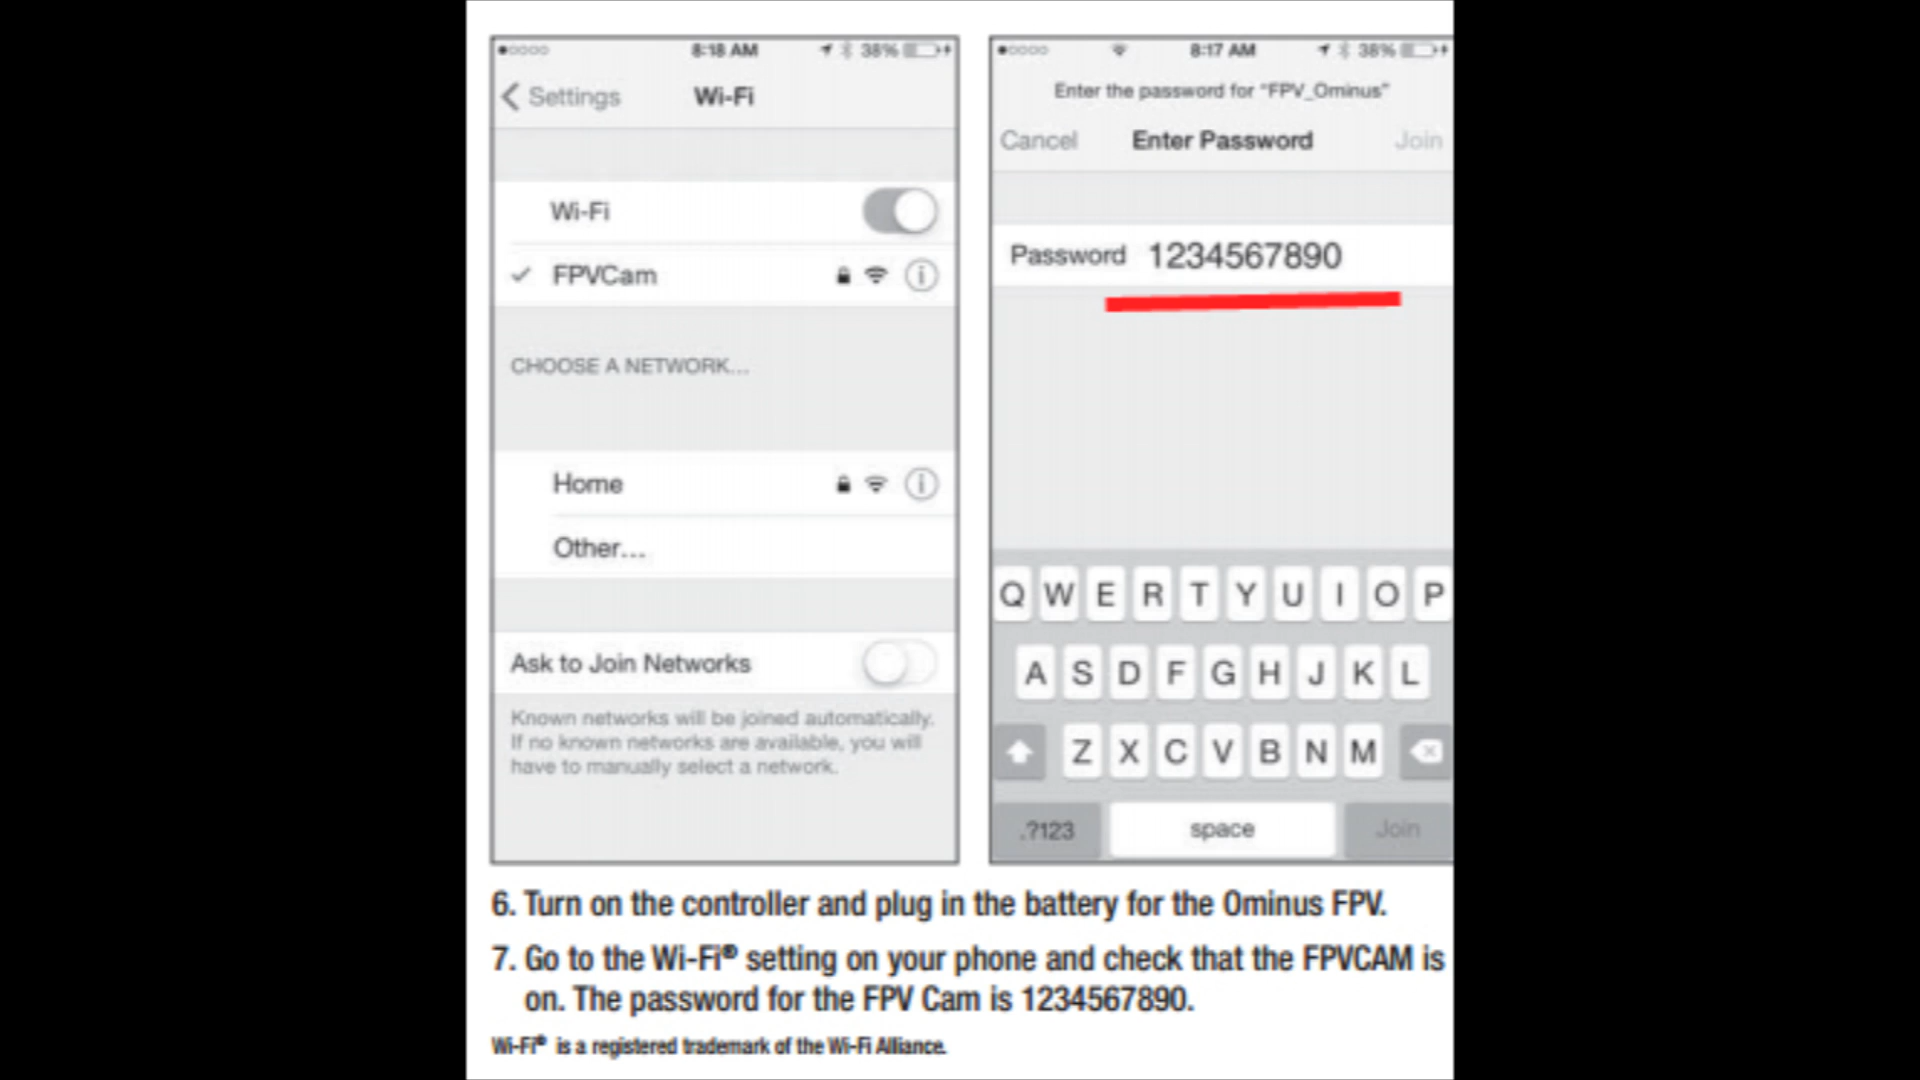 8:18 AM 38%
Settings Wi-Fi
Wi-Fi
FPVCam
CHOOSE A NETWORK...
Home
Other...
Ask to Join Networks
Known networks will be joined automatically.
If no known networks are available, you will
have to manually select a network.
8:17 AM 38%
Enter the password for "FPV_Ominus"
Cancel Enter Password Join
Password 1234567890
Q W E R T Y U I O P
A S D F G H J K L
Z X C V B N M
.?123 space Join
6. Turn on the controller and plug in the battery for the Ominus FPV.
7. Go to the Wi-Fi® setting on your phone and check that the FPVCAM is
on. The password for the FPV Cam is 1234567890.
Wi-Fi® is a registered trademark of the Wi-Fi Alliance.